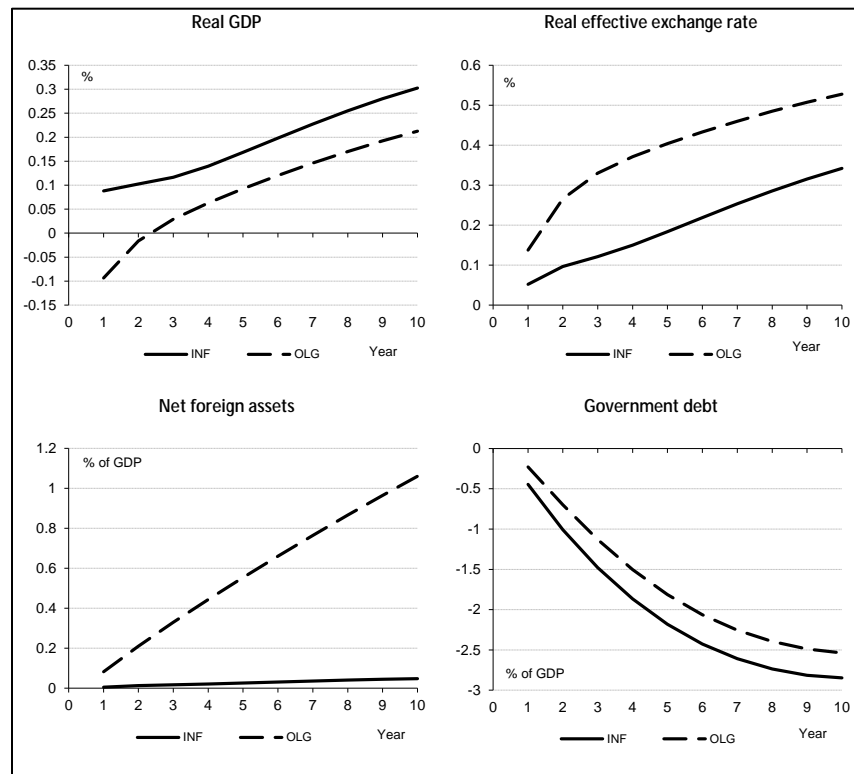 Real GDP
0.35
%
0.3
0.25
0.2
0.15
0.1
0.05
0
-0.05
-0.1
-0.15
0 1 2 3 4 5 6 7 8 9 10
INF OLG Year
Real effective exchange rate
0.6
%
0.5
0.4
0.3
0.2
0.1
0
0 1 2 3 4 5 6 7 8 9 10
INF OLG Year
Net foreign assets
1.2
% of GDP
1
0.8
0.6
0.4
0.2
0
0 1 2 3 4 5 6 7 8 9 10
INF OLG Year
Government debt
0
0 1 2 3 4 5 6 7 8 9 10
-0.5
-1
-1.5
-2
-2.5
% of GDP
-3
INF OLG Year